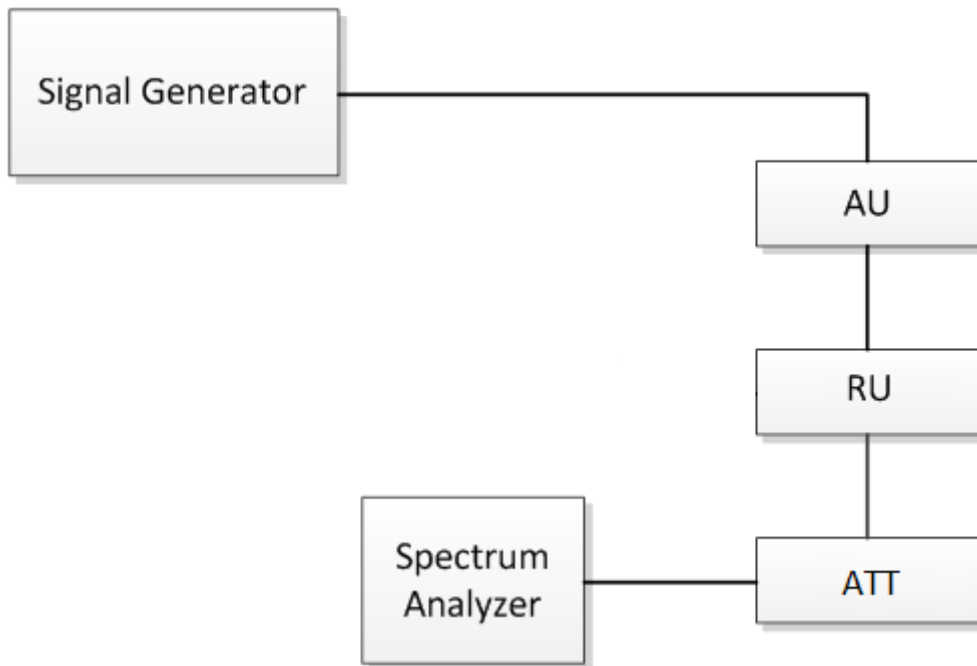 Signal Generator
AU
RU
ATT
Spectrum
Analyzer